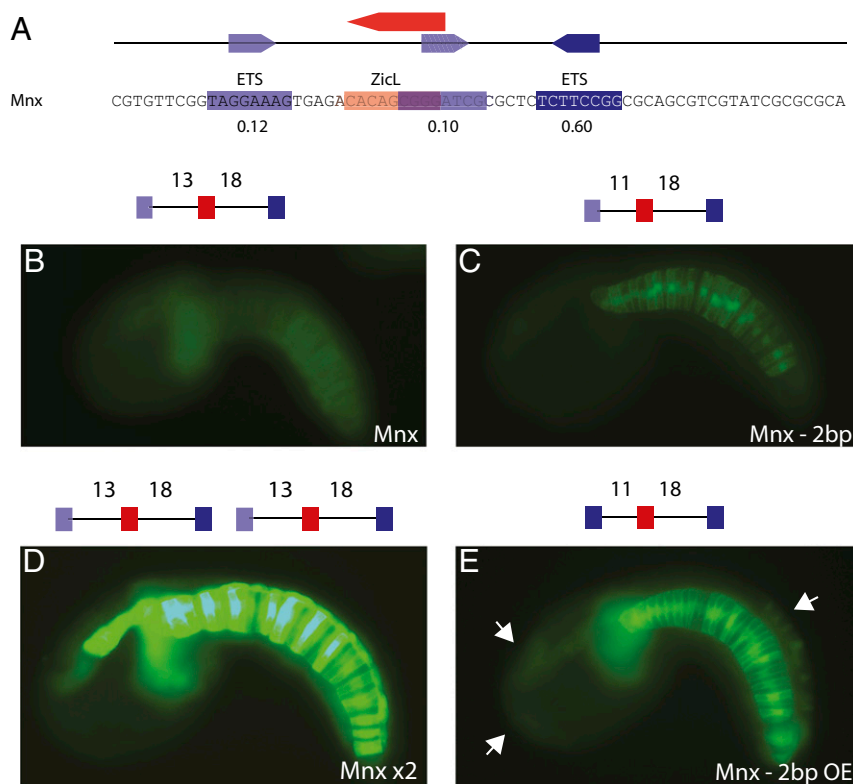 A
ETS ZicL ETS
Mnx CGTGTTCGGTAGGAAAGTGAGACACAGCGGGATCGCGCTCTCTTCCGGCGCAGCGTCGTATCGCGCGCA
0.12 0.10 0.60
13 18
11 18
B
Mnx
C
Mnx - 2bp
13 18 13 18
11 18
D
Mnx x2
E
Mnx - 2bp OE